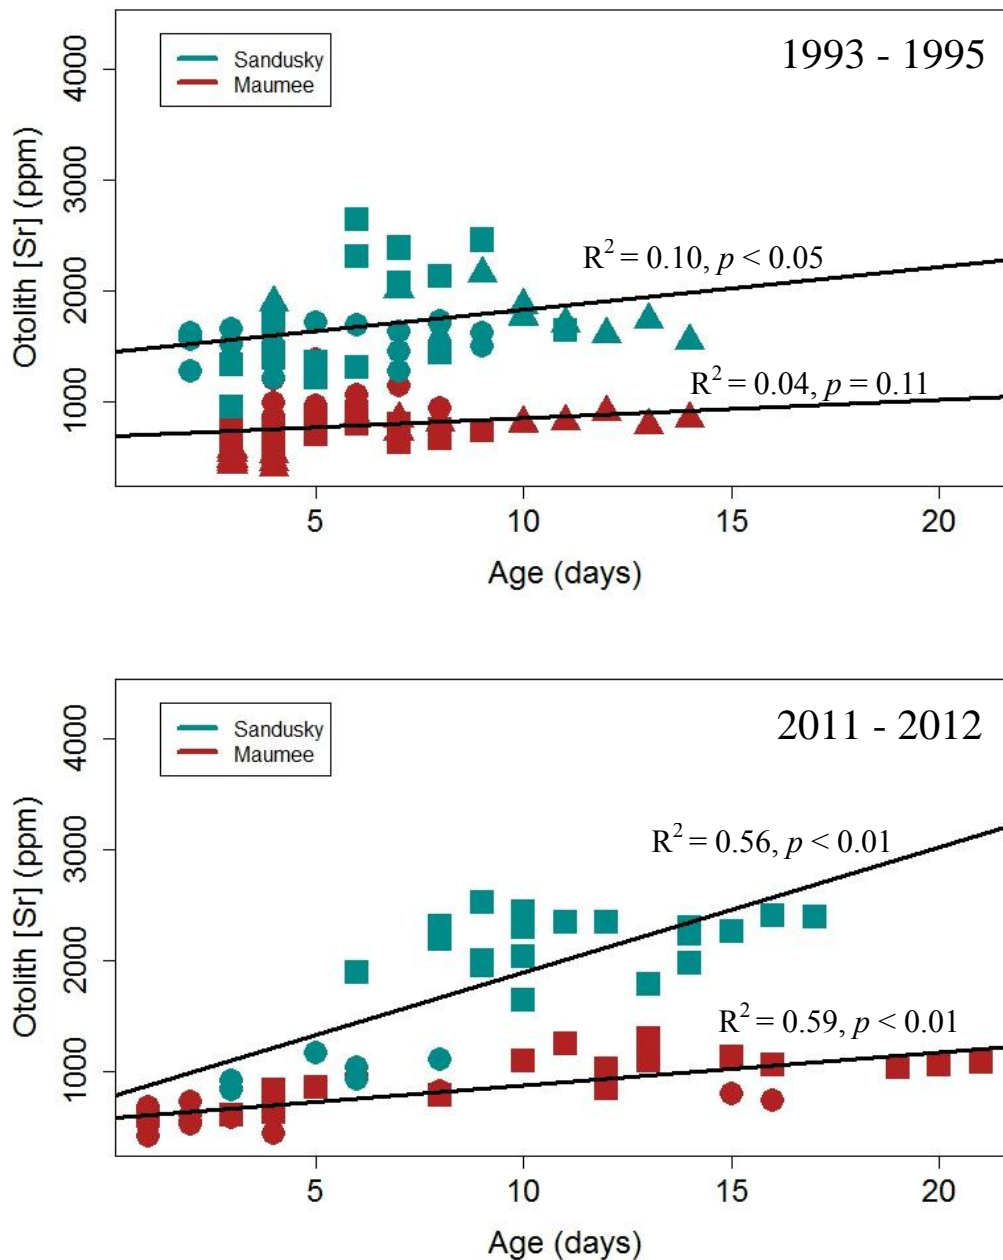 1993 - 1995
Sandusky
Maumee
Otolith [Sr] (ppm)
4000
3000
2000
1000
R² = 0.10, p < 0.05
R² = 0.04, p = 0.11
5 10 15 20
Age (days)
2011 - 2012
Sandusky
Maumee
Otolith [Sr] (ppm)
4000
3000
2000
1000
R² = 0.56, p < 0.01
R² = 0.59, p < 0.01
5 10 15 20
Age (days)